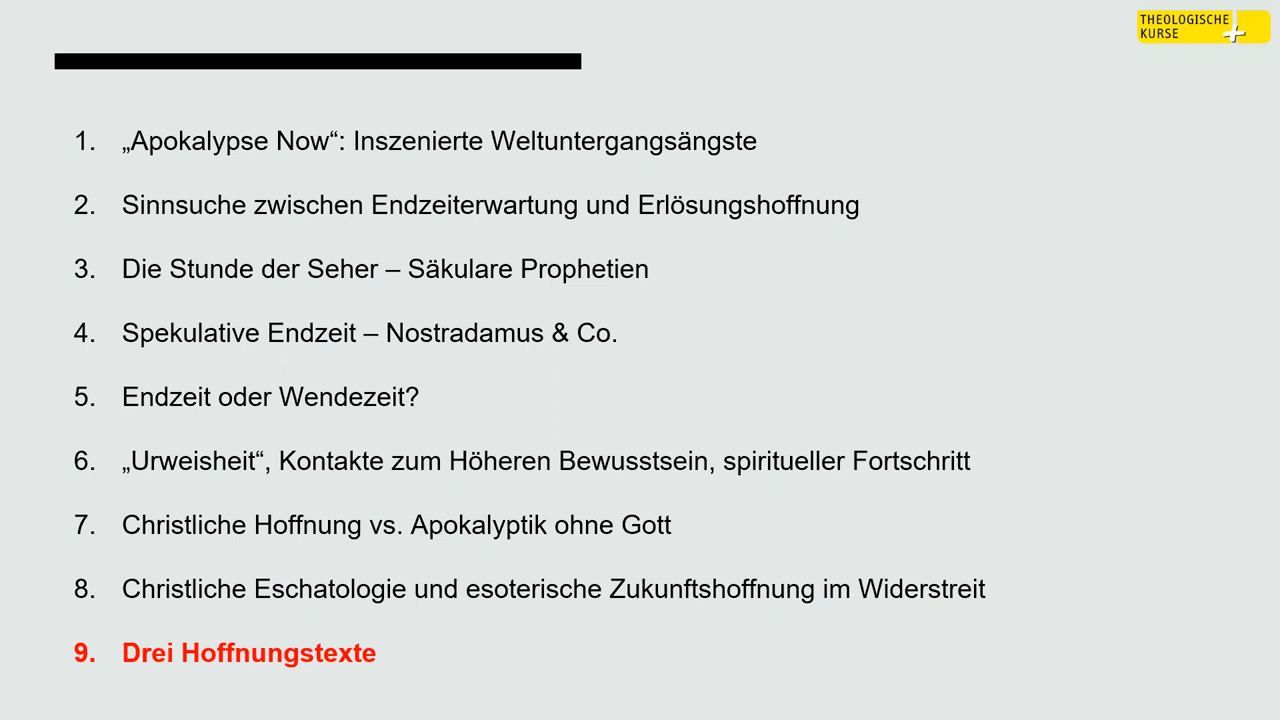 THEOLOGISCHE
KURSE
1. „Apokalypse Now“: Inszenierte Weltuntergangsängste
2. Sinnsuche zwischen Endzeiterwartung und Erlösungshoffnung
3. Die Stunde der Seher – Säkulare Prophetien
4. Spekulative Endzeit – Nostradamus & Co.
5. Endzeit oder Wendezeit?
6. „Urweisheit“, Kontakte zum Höheren Bewusstsein, spiritueller Fortschritt
7. Christliche Hoffnung vs. Apokalyptik ohne Gott
8. Christliche Eschatologie und esoterische Zukunftshoffnung im Widerstreit
9. Drei Hoffnungstexte